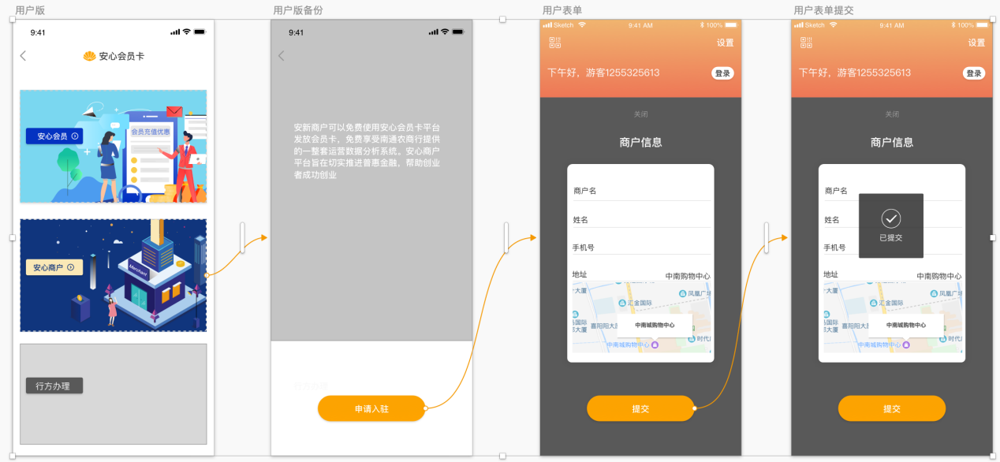 用户版
9:41
安心会员卡
安心会员
会员充值优惠
安心商户
Merchant
行方办理
用户版备份
9:41
安新商户可以免费使用安心会员卡平台
发放会员卡，免费享受南通农商行提供
的一整套运营数据分析系统。安心商户
平台旨在切实推进普惠金融，帮助创业
者成功创业
行方办理
申请入驻
用户表单
Sketch
9:41 AM
100%
设置
下午好，游客1255325613
登录
关闭
商户信息
商户名
姓名
手机号
地址
中南购物中心
大厦
凤凰广场
汇金国际
国际
大厦
喜阳阳大厦
中南城购物中心
中南城购物中心
时代
提交
用户表单提交
Sketch
9:41 AM
100%
设置
下午好，游客1255325613
登录
关闭
商户信息
商户名
姓名
已提交
手机号
地址
中南购物中心
大厦
凤凰广
汇金国际
国际
大厦
喜阳阳大
中南城购物中心
中南城购物中心
时代
提交